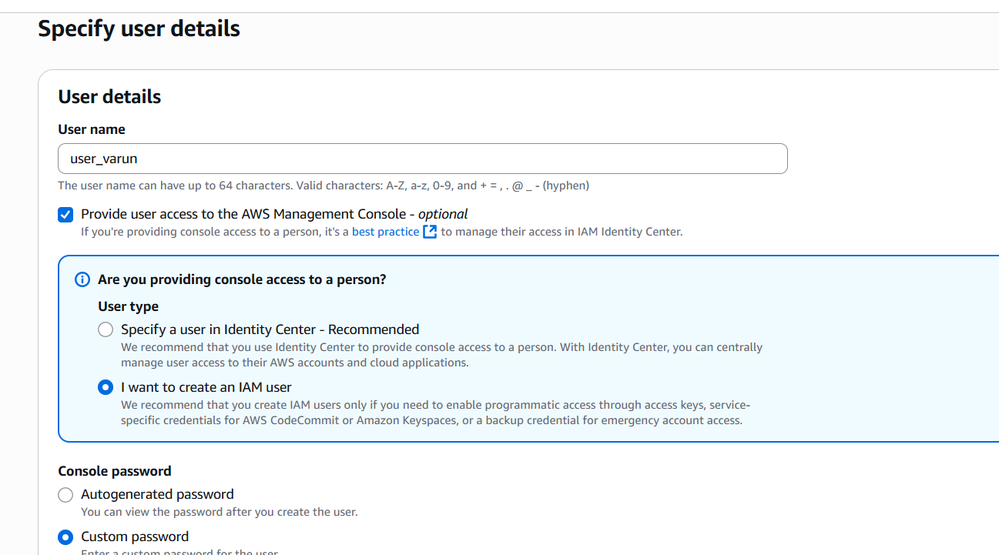 Specify user details
User details
User name
user_varun
The user name can have up to 64 characters. Valid characters: A-Z, a-z, 0-9, and + = , . @ _ - (hyphen)
Provide user access to the AWS Management Console - optional
If you're providing console access to a person, it's a best practice to manage their access in IAM Identity Center.
Are you providing console access to a person?
User type
Specify a user in Identity Center - Recommended
We recommend that you use Identity Center to provide console access to a person. With Identity Center, you can centrally
manage user access to their AWS accounts and cloud applications.
I want to create an IAM user
We recommend that you create IAM users only if you need to enable programmatic access through access keys, service-
specific credentials for AWS CodeCommit or Amazon Keyspaces, or a backup credential for emergency account access.
Console password
Autogenerated password
You can view the password after you create the user.
Custom password
Enter a custom password for the user.